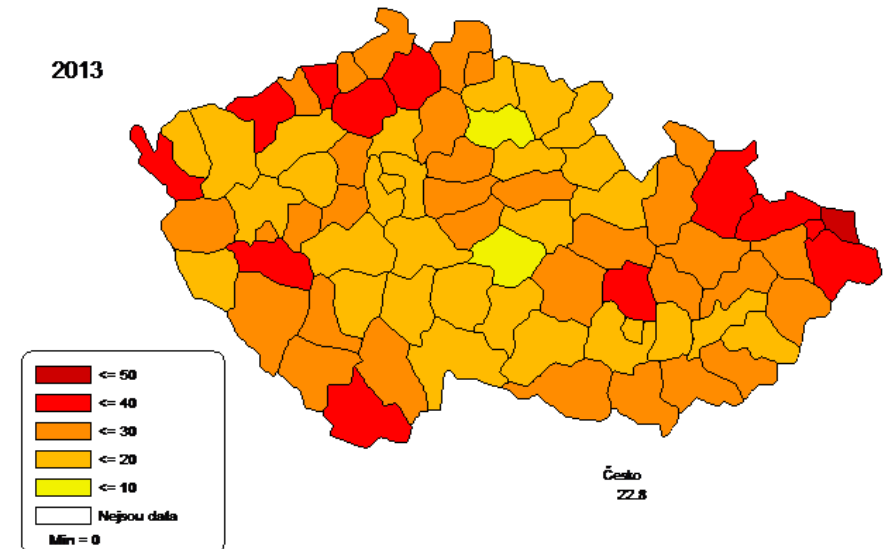 2013
<= 50
<= 40
<= 30
<= 20
<= 10
Nejsou data
Min = 0
Česko
22.8